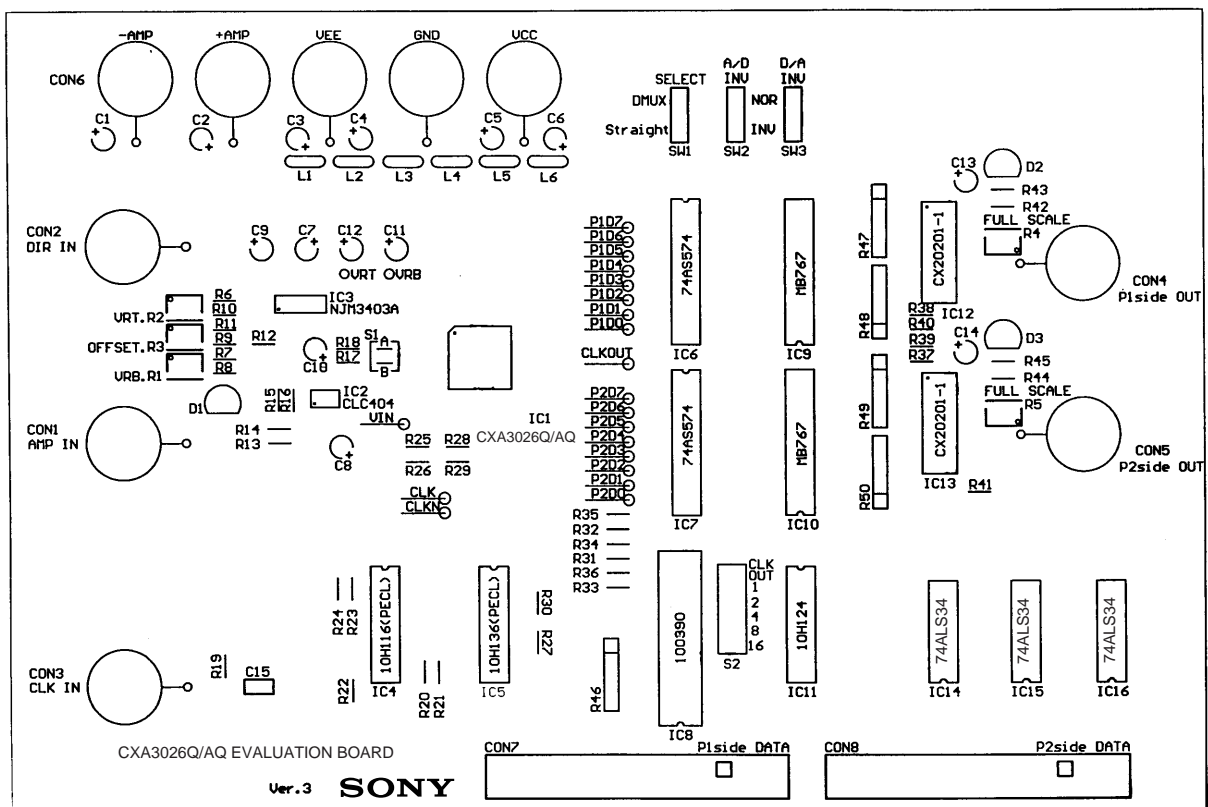 -AMP +AMP VEE GND VCC
CON6
C1 C2 C3 C4 C5 C6
L1 L2 L3 L4 L5 L6
SELECT
DMUX
Straight
SW1
A/D
INV
SW2
NOR
INV
D/A
INV
SW3
C13
D2
R43
R42
FULL SCALE
R4
CON2
DIR IN
C9 C7 C12 C11
OVRT OVRB
P1D7
P1D6
P1D5
P1D4
P1D3
P1D2
P1D1
P1D0
CLKOUT
74AS574
IC6
MB767
IC9
R47
R48
CX20201-1
IC12
CON4
P1side OUT
R38
R40
R39
R37
C14
D3
R45
R44
FULL SCALE
R5
R6
R10
VRT.R2
R11
R9
OFFSET.R3
R7
R8
VRB.R1
R12
IC3
NJM3403A
C10
R18
R17
S1
A
B
D1
R15
R16
IC2
CLC404
VIN
IC1
CXA3026Q/AQ
CON1
AMP IN
R14
R13
C8
R25 R28
R26 R29
CLK
CLKN
P2D7
P2D6
P2D5
P2D4
P2D3
P2D2
P2D1
P2D0
74AS574
IC7
MB767
IC10
R49
R50
CX20201-1
IC13
R41
CON5
P2side OUT
R35
R32
R34
R31
R36
R33
R24
R23
10H116(PECL)
IC4
10H136(PECL)
IC5
R30
R27
R22
R20
R21
R46
100390
IC8
CLK
OUT
1
2
4
8
16
S2
10H124
IC11
74ALS34
IC14
74ALS34
IC15
74ALS34
IC16
CON3
CLK IN
R19
C15
CXA3026Q/AQ EVALUATION BOARD
Ver.3 SONY
CON7 P1side DATA
CON8 P2side DATA